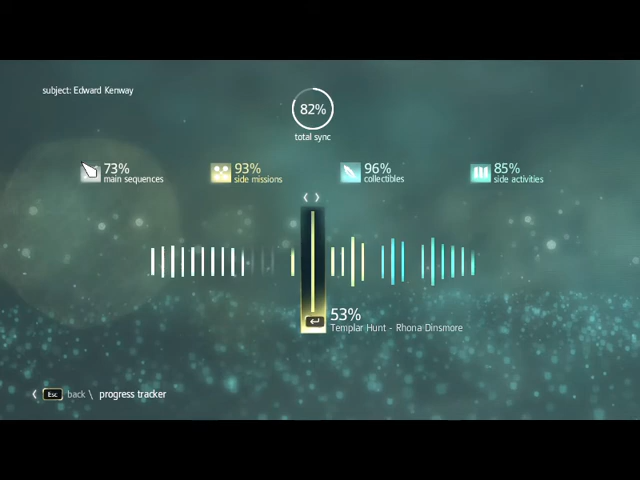 subject: Edward Kenway
82%
total sync
73%
main sequences
93%
side missions
96%
collectibles
85%
side activities
53%
Templar Hunt - Rhona Dinsmore
Esc back \ progress tracker